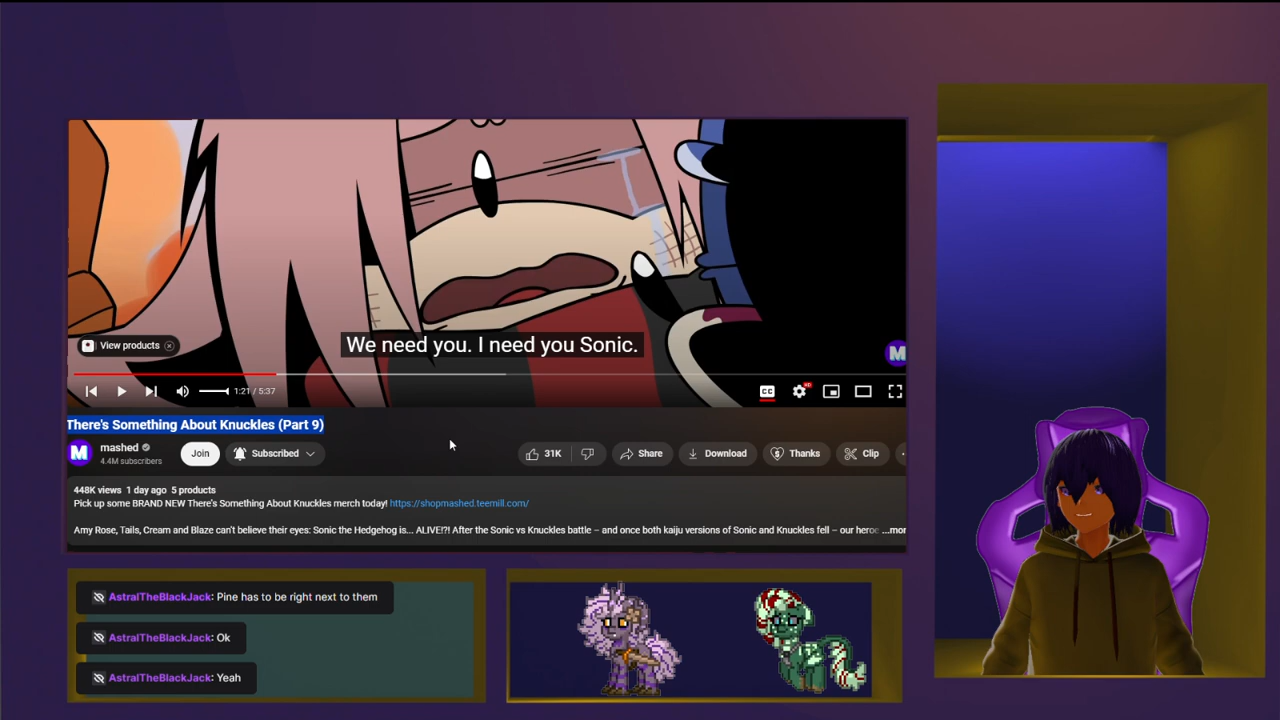 We need you. I need you Sonic.
View products
M
1:21 / 5:37
CC
HD
There's Something About Knuckles (Part 9)
M mashed
4.4M subscribers
Join
Subscribed
31K
Share
Download
Thanks
Clip
448K views 1 day ago 5 products
Pick up some BRAND NEW There's Something About Knuckles merch today! https://shopmashed.teemill.com/
Amy Rose, Tails, Cream and Blaze can't believe their eyes: Sonic the Hedgehog is... ALIVE!?! After the Sonic vs Knuckles battle – and once both kaiju versions of Sonic and Knuckles fell – our heroe ...mor
AstralTheBlackJack: Pine has to be right next to them
AstralTheBlackJack: Ok
AstralTheBlackJack: Yeah